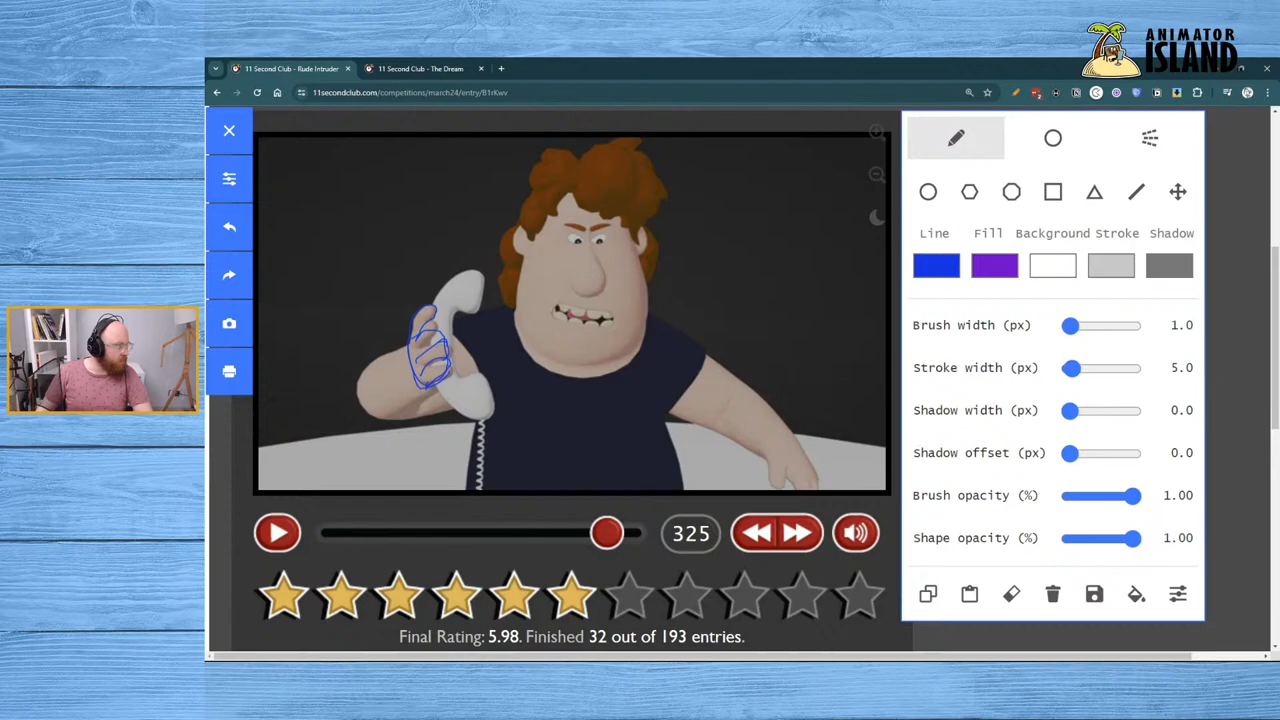 ANIMATOR
ISLAND
11 Second Club - Rude Intruder
11 Second Club - The Dream
11secondclub.com/competitions/march24/entry/B1rKwv
Line Fill Background Stroke Shadow
Brush width (px) 1.0
Stroke width (px) 5.0
Shadow width (px) 0.0
Shadow offset (px) 0.0
Brush opacity (%) 1.00
Shape opacity (%) 1.00
325
Final Rating: 5.98. Finished 32 out of 193 entries.